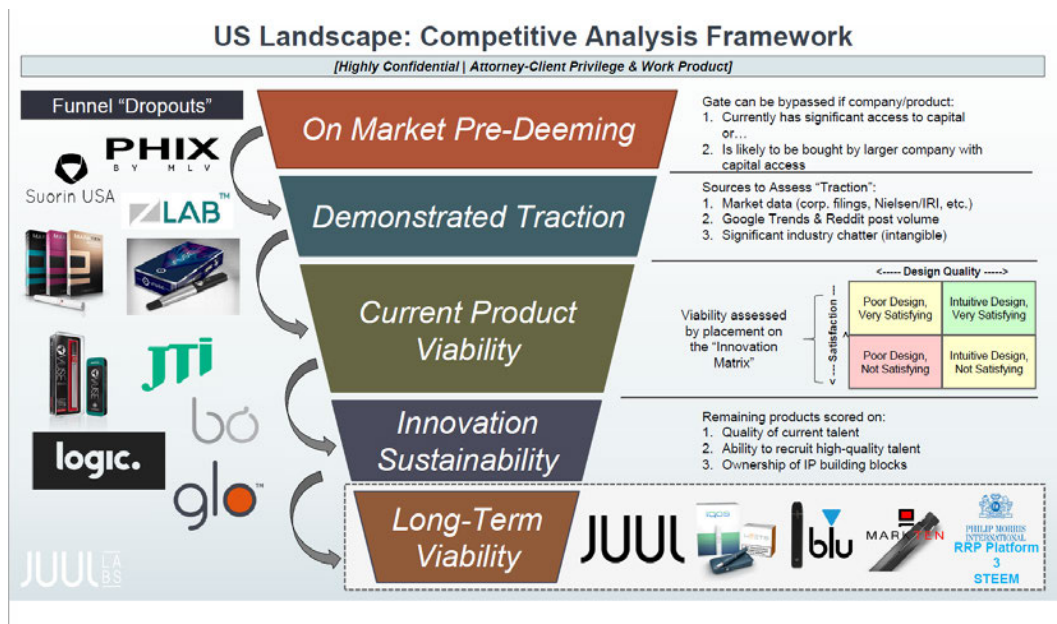 US Landscape: Competitive Analysis Framework
[Highly Confidential | Attorney-Client Privilege & Work Product]
Funnel “Dropouts”
PHIX
BY MLV
Suorin USA
ZLAB™
VUSE
JTi
bo
logic.
glo™
JUUL
LABS
On Market Pre-Deeming
Demonstrated Traction
Current Product
Viability
Innovation
Sustainability
Long-Term
Viability
Gate can be bypassed if company/product:
1. Currently has significant access to capital
or…
2. Is likely to be bought by larger company with
capital access
Sources to Assess “Traction”:
1. Market data (corp. filings, Nielsen/IRI, etc.)
2. Google Trends & Reddit post volume
3. Significant industry chatter (intangible)
Viability assessed
by placement on
the “Innovation
Matrix”
<----- Design Quality ----->
<--- Satisfaction --->
Poor Design,
Very Satisfying
Intuitive Design,
Very Satisfying
Poor Design,
Not Satisfying
Intuitive Design,
Not Satisfying
Remaining products scored on:
1. Quality of current talent
2. Ability to recruit high-quality talent
3. Ownership of IP building blocks
JUUL
iqos
blu
MARKTEN
PHILIP MORRIS
INTERNATIONAL
RRP Platform
3
STEEM